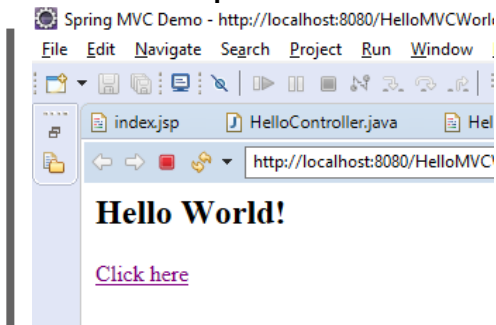 Spring MVC Demo - http://localhost:8080/HelloMVCWorl
File Edit Navigate Search Project Run Window
index.jsp HelloController.java Hel
http://localhost:8080/HelloMVC
Hello World!
Click here